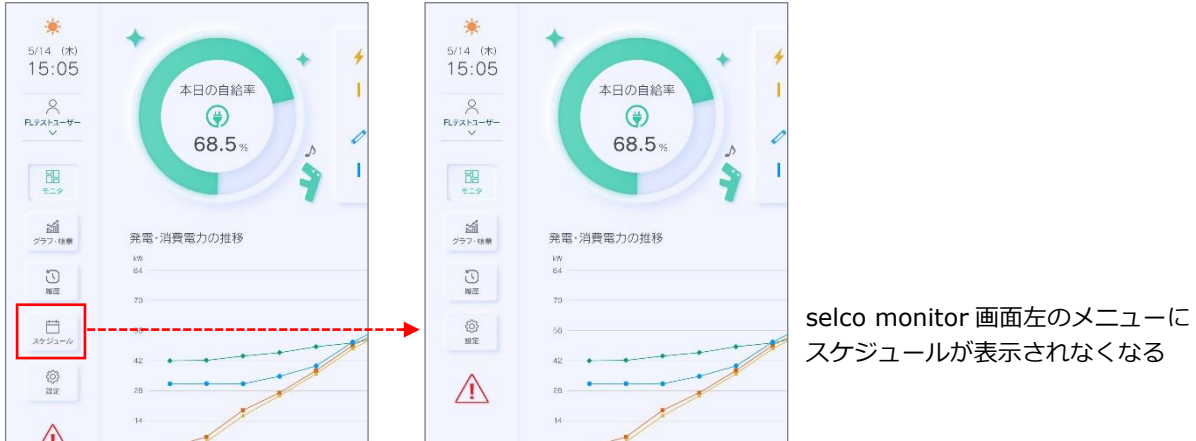 5/14 (木)
15:05
FLテストユーザー
モニタ
グラフ・帳票
履歴
スケジュール
設定
本日の自給率
68.5%
発電・消費電力の推移
kW
84
70
56
42
28
14
5/14 (木)
15:05
FLテストユーザー
モニタ
グラフ・帳票
履歴
設定
本日の自給率
68.5%
発電・消費電力の推移
kW
84
70
56
42
28
14
selco monitor 画面左のメニューに
スケジュールが表示されなくなる